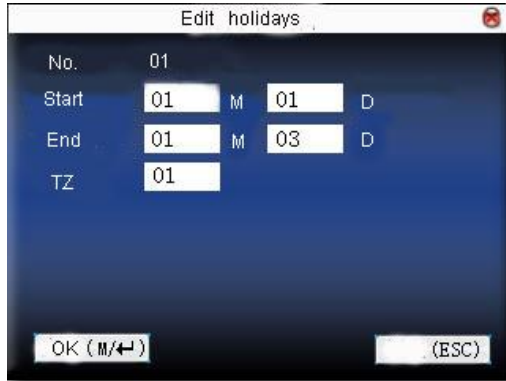 Edit holidays
No. 01
Start 01 M 01 D
End 01 M 03 D
TZ 01
OK (M/↵) (ESC)